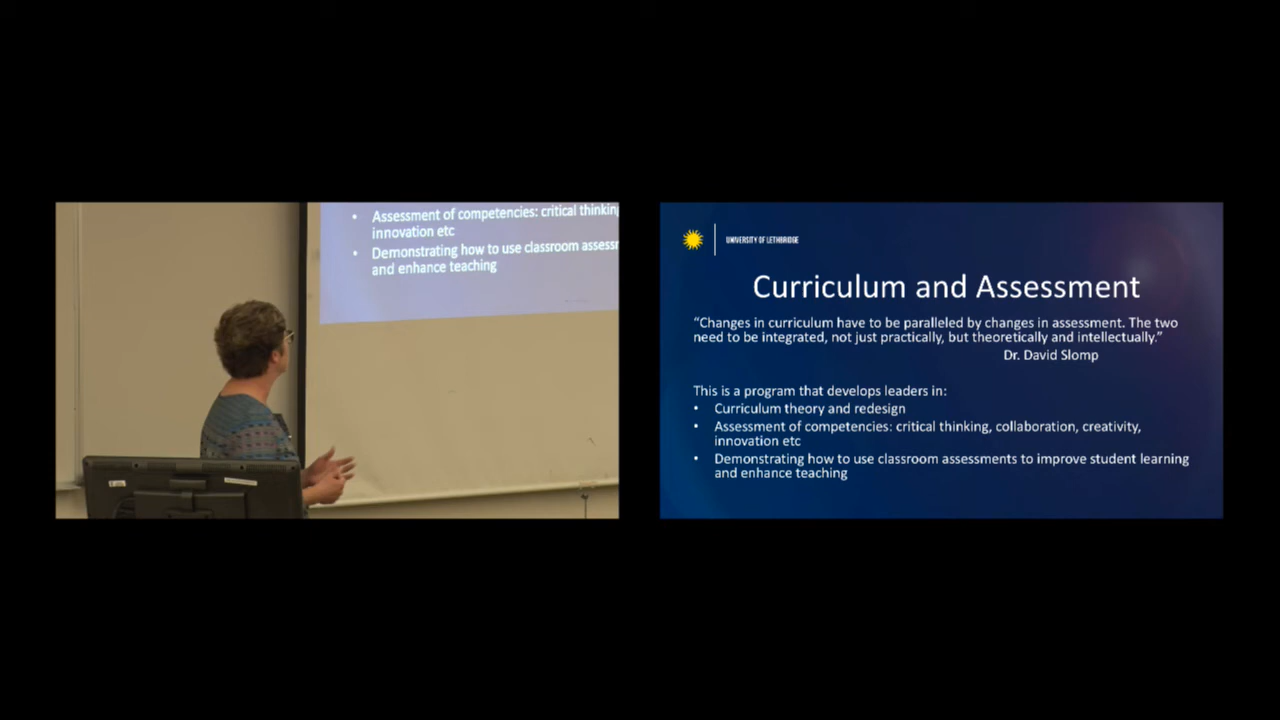 Assessment of competencies: critical thinking
innovation etc
Demonstrating how to use classroom assessm
and enhance teaching
UNIVERSITY OF LETHBRIDGE
Curriculum and Assessment
“Changes in curriculum have to be paralleled by changes in assessment. The two
need to be integrated, not just practically, but theoretically and intellectually.”
Dr. David Slomp
This is a program that develops leaders in:
• Curriculum theory and redesign
• Assessment of competencies: critical thinking, collaboration, creativity,
innovation etc
• Demonstrating how to use classroom assessments to improve student learning
and enhance teaching